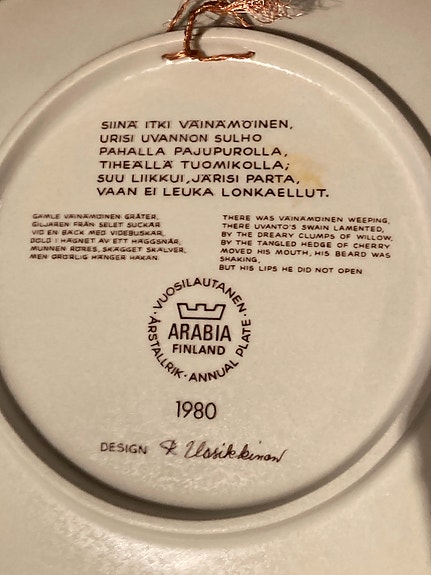 SIINÄ ITKI VÄINÄMÖINEN,
URISI UVANNON SULHO
PAHALLA PAJUPUROLLA,
TIHEÄLLÄ TUOMIKOLLA;
SUU LIIKKUI, JÄRISI PARTA,
VAAN EI LEUKA LONKAELLUT.
GAMLE VÄINÄMÖINEN GRÅTER,
GILJAREN FRÅN SELET SUCKAR
VID EN BÄCK MED VIDEBUSKAR,
DOLD I HÄGNET AV ETT HÄGGSNÅR,
MUNNEN RÖRES, SKÄGGET SKÄLVER,
MEN ORÖRLIG HÄNGER HAKAN.
THERE WAS VÄINÄMÖINEN WEEPING,
THERE UVANTO'S SWAIN LAMENTED,
BY THE DREARY CLUMPS OF WILLOW,
BY THE TANGLED HEDGE OF CHERRY
MOVED HIS MOUTH, HIS BEARD WAS
SHAKING,
BUT HIS LIPS HE DID NOT OPEN
VUOSILAUTANEN · ANNUAL PLATE · ÅRSTALLRIK ·
ARABIA
FINLAND
1980
DESIGN R Uosikkinen